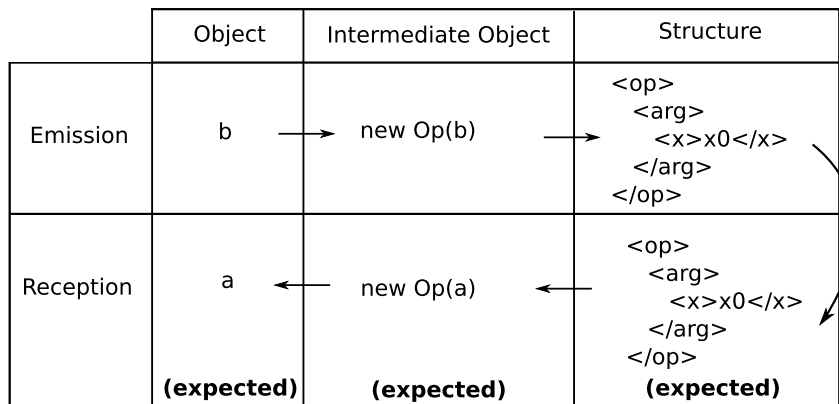 Object Intermediate Object Structure
Emission b new Op(b)
<op>
<arg>
<x>x0</x>
</arg>
</op>
Reception a new Op(a)
<op>
<arg>
<x>x0</x>
</arg>
</op>
(expected) (expected) (expected)